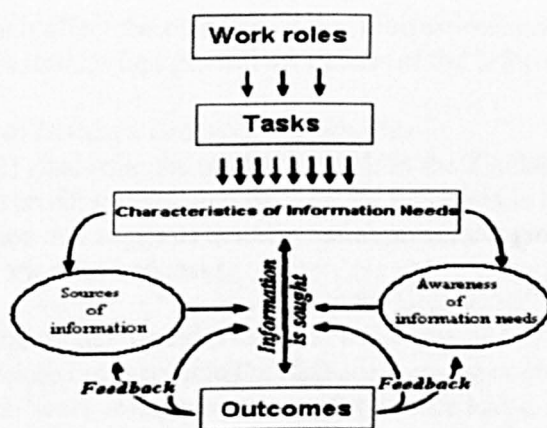 Work roles
Tasks
Characteristics of Information Needs
Sources
of
information
Information
is sought
Awareness
of
information needs
Feedback
Feedback
Outcomes